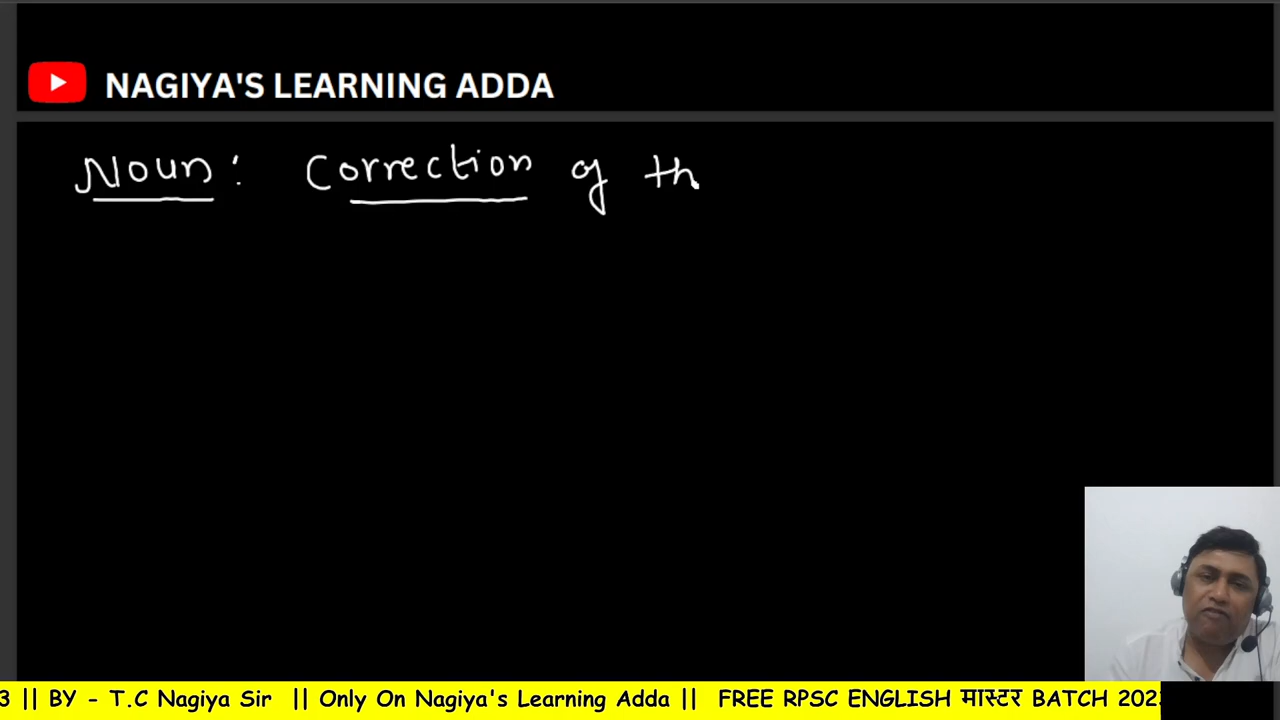 NAGIYA'S LEARNING ADDA
Noun: Correction of th
3 || BY - T.C Nagiya Sir || Only On Nagiya's Learning Adda || FREE RPSC ENGLISH मास्टर BATCH 202